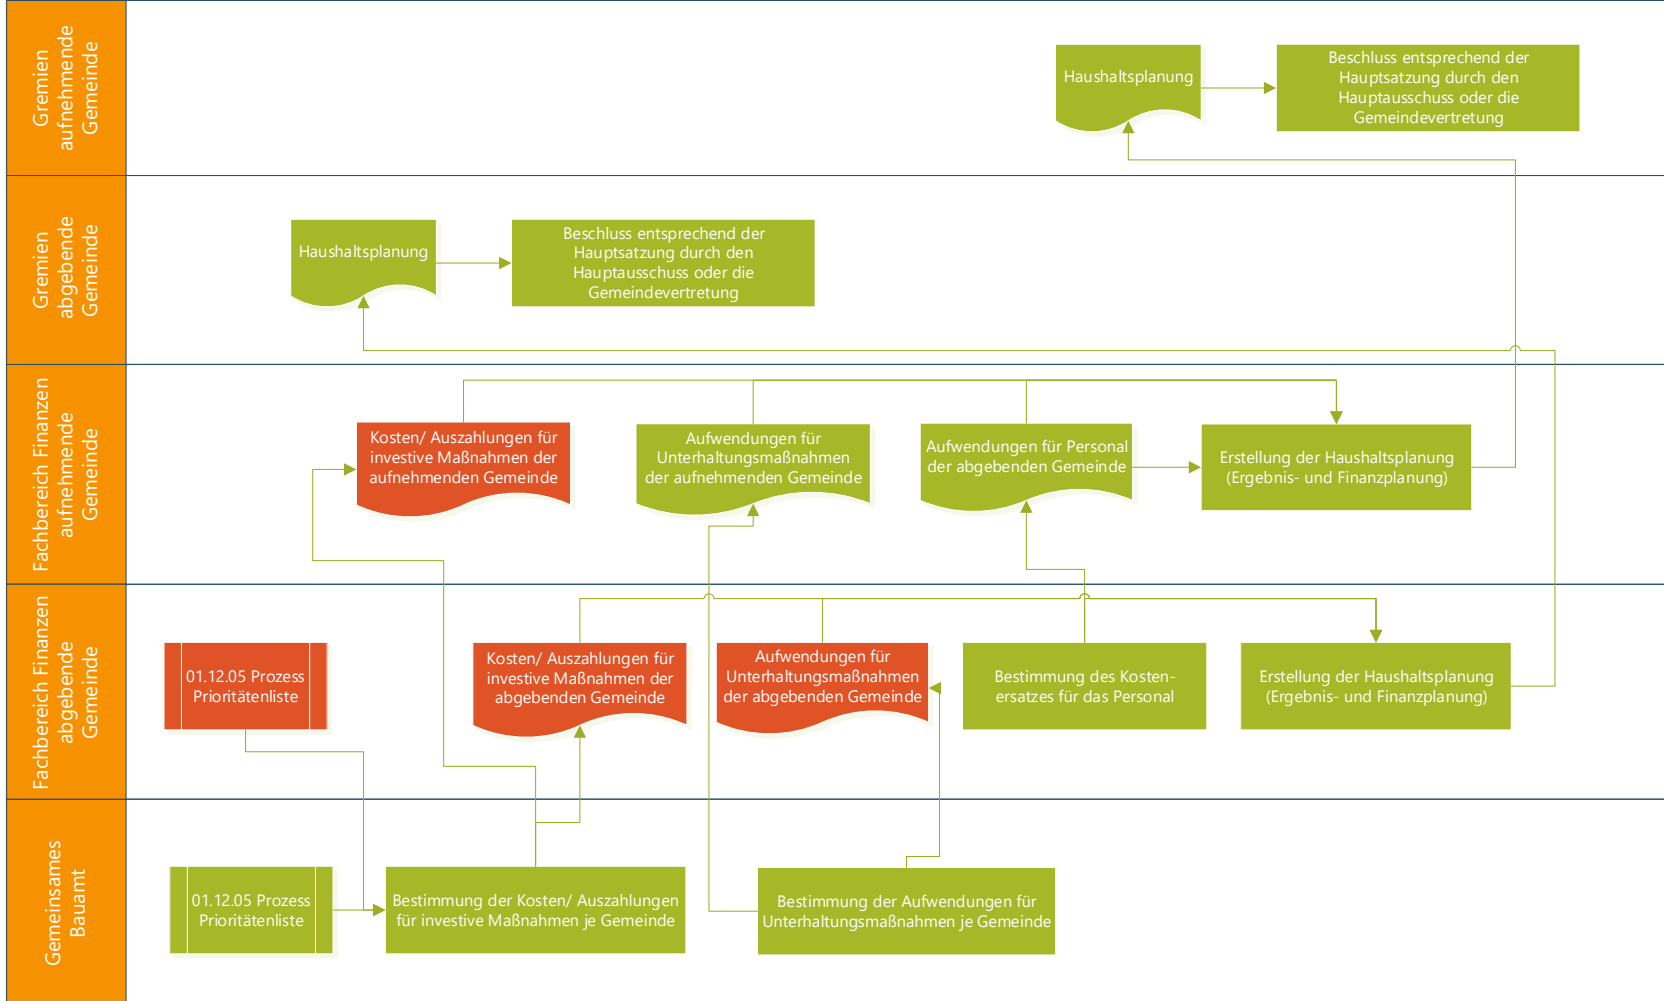 Gremien
aufnehmende
Gemeinde
Haushaltsplanung
Beschluss entsprechend der
Hauptsatzung durch den
Hauptausschuss oder die
Gemeindevertretung
Gremien
abgebende
Gemeinde
Haushaltsplanung
Beschluss entsprechend der
Hauptsatzung durch den
Hauptausschuss oder die
Gemeindevertretung
Fachbereich Finanzen
aufnehmende
Gemeinde
Kosten/ Auszahlungen für
investive Maßnahmen der
aufnehmenden Gemeinde
Aufwendungen für
Unterhaltungsmaßnahmen
der aufnehmenden Gemeinde
Aufwendungen für Personal
der abgebenden Gemeinde
Erstellung der Haushaltsplanung
(Ergebnis- und Finanzplanung)
Fachbereich Finanzen
abgebende
Gemeinde
01.12.05 Prozess
Prioritätenliste
Kosten/ Auszahlungen für
investive Maßnahmen der
abgebenden Gemeinde
Aufwendungen für
Unterhaltungsmaßnahmen
der abgebenden Gemeinde
Bestimmung des Kosten-
ersatzes für das Personal
Erstellung der Haushaltsplanung
(Ergebnis- und Finanzplanung)
Gemeinsames
Bauamt
01.12.05 Prozess
Prioritätenliste
Bestimmung der Kosten/ Auszahlungen
für investive Maßnahmen je Gemeinde
Bestimmung der Aufwendungen für
Unterhaltungsmaßnahmen je Gemeinde